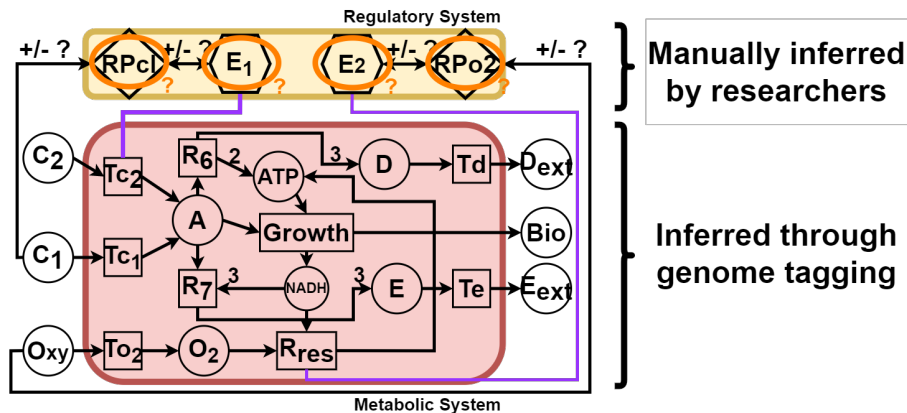 Regulatory System
+/- ?
+/- ?
+/- ?
+/- ?
RPcl
E1
E2
RPo2
?
?
?
?
Manually inferred
by researchers
C2
Tc2
R6
2
ATP
3
D
Td
Dext
A
Growth
Bio
C1
Tc1
R7
3
NADH
3
E
Te
Eext
Oxy
To2
O2
Rres
Inferred through
genome tagging
Metabolic System